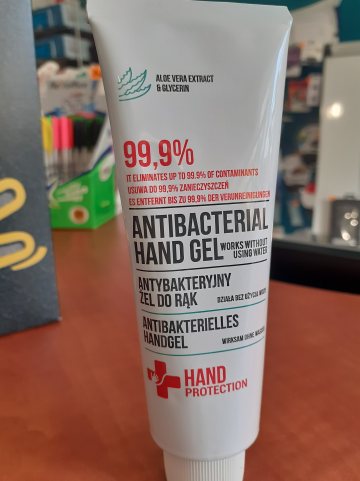 ALOE VERA EXTRACT
& GLYCERIN
99,9%
IT ELIMINATES UP TO 99.9% OF CONTAMINANTS
USUWA DO 99,9% ZANIECZYSZCZEŃ
ES ENTFERNT BIS ZU 99.9% DER VERUNREINIGUNGEN
ANTIBACTERIAL
HAND GEL WORKS WITHOUT
USING WATER
ANTYBAKTERYJNY
ŻEL DO RĄK DZIAŁA BEZ UŻYCIA WODY
ANTIBAKTERIELLES
HANDGEL WIRKSAM OHNE WASSER
HAND
PROTECTION